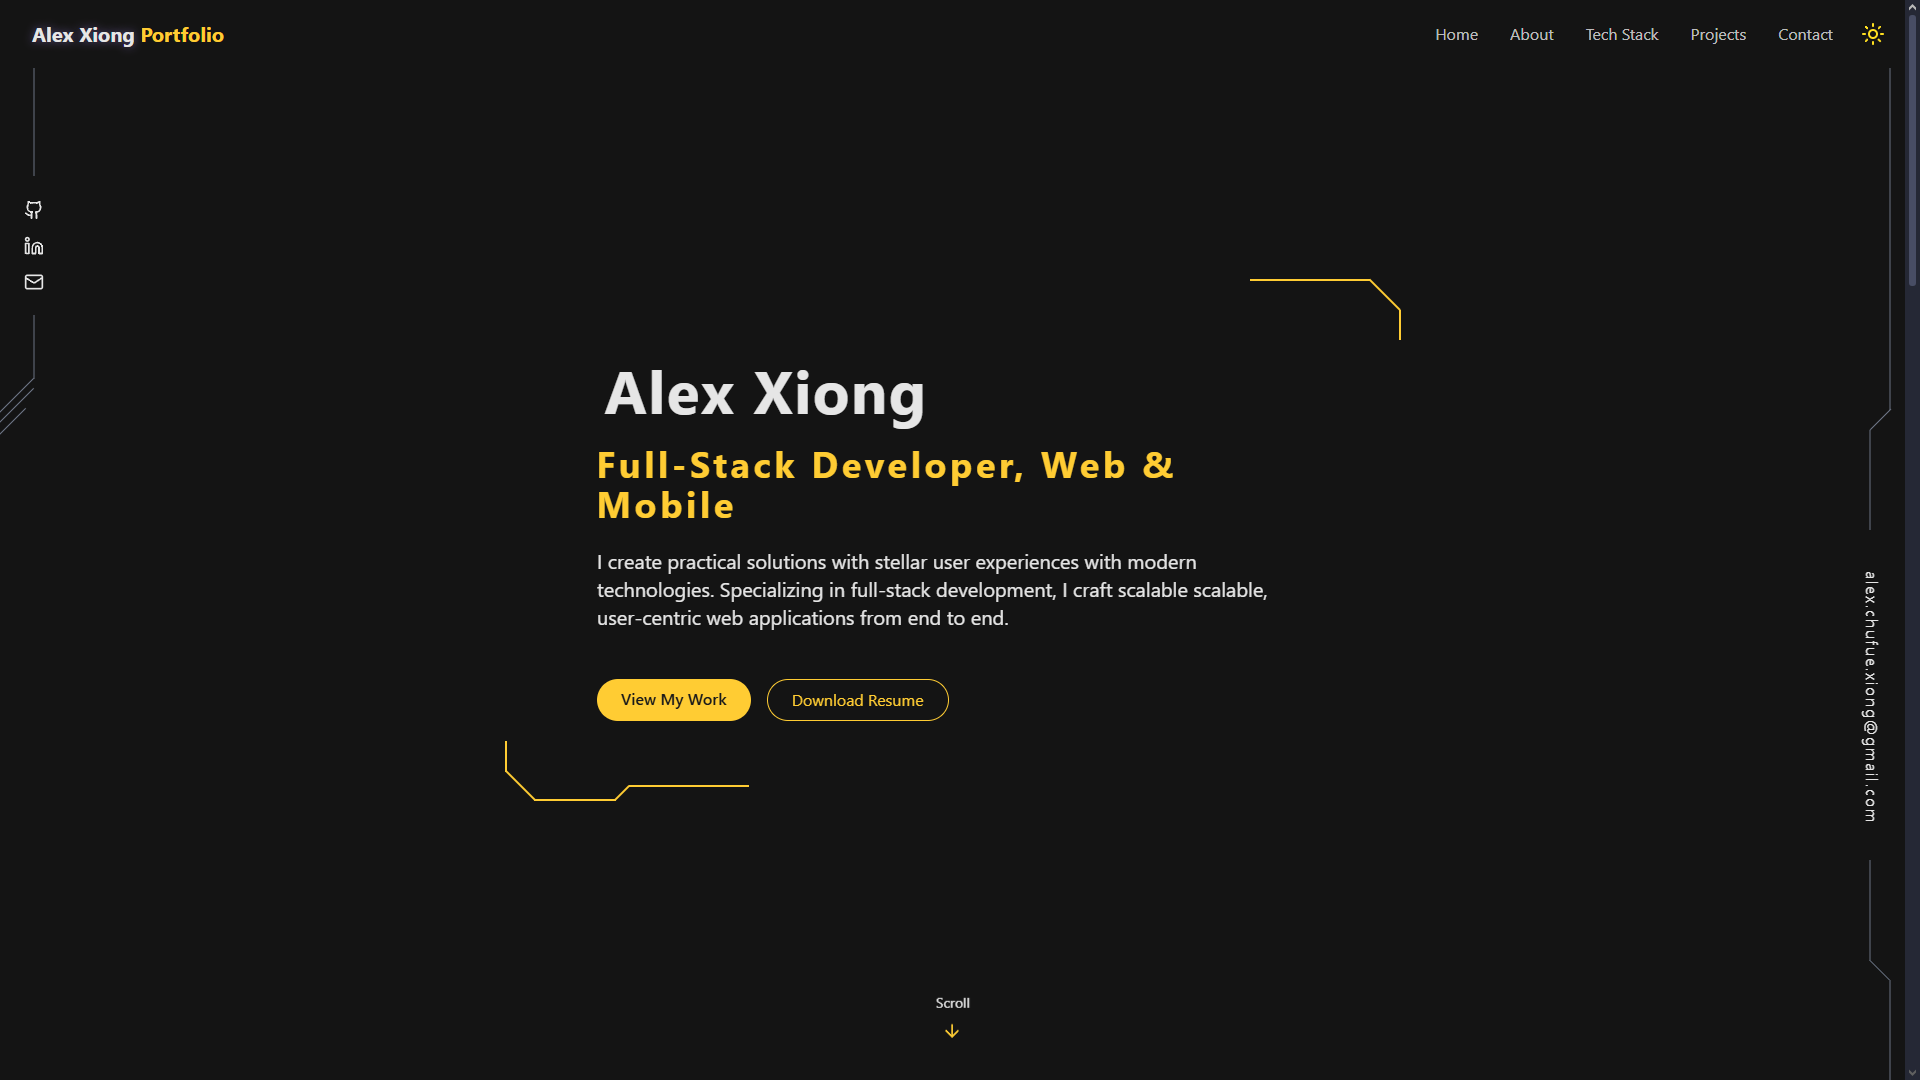 Alex Xiong Portfolio
Home
About
Tech Stack
Projects
Contact
Alex Xiong
Full-Stack Developer, Web &
Mobile
I create practical solutions with stellar user experiences with modern
technologies. Specializing in full-stack development, I craft scalable scalable,
user-centric web applications from end to end.
View My Work
Download Resume
alex.chufue.xiong@gmail.com
Scroll